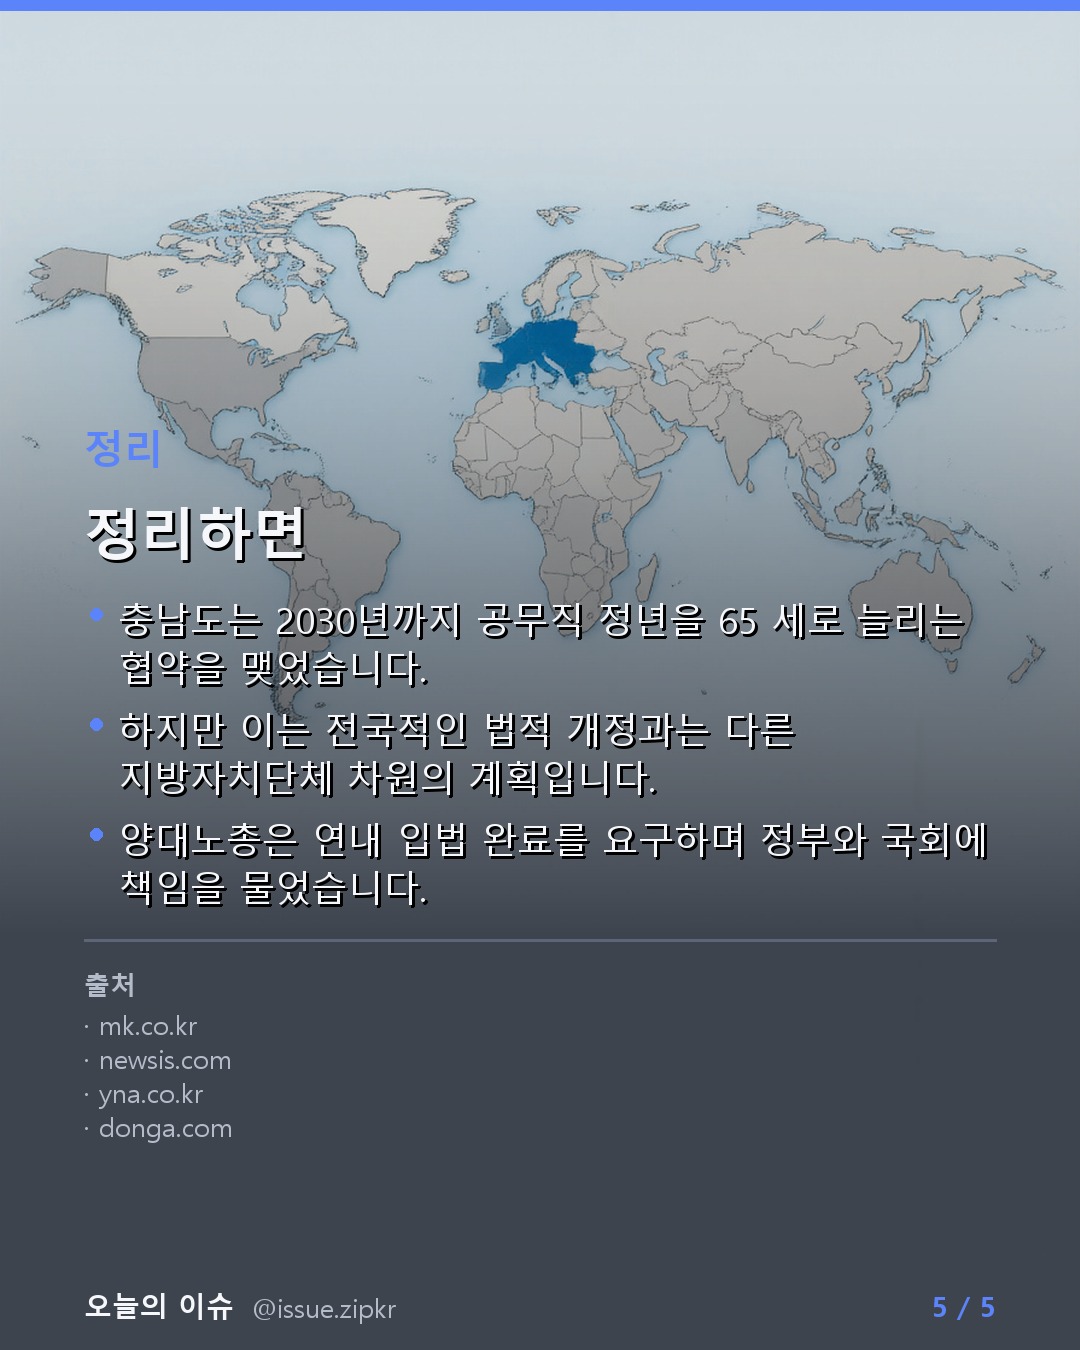 정리
정리하면
• 충남도는 2030년까지 공무직 정년을 65 세로 늘리는
협약을 맺었습니다.
• 하지만 이는 전국적인 법적 개정과는 다른
지방자치단체 차원의 계획입니다.
• 양대노총은 연내 입법 완료를 요구하며 정부와 국회에
책임을 물었습니다.
출처
· mk.co.kr
· newsis.com
· yna.co.kr
· donga.com
오늘의 이슈 @issue.zipkr 5 / 5